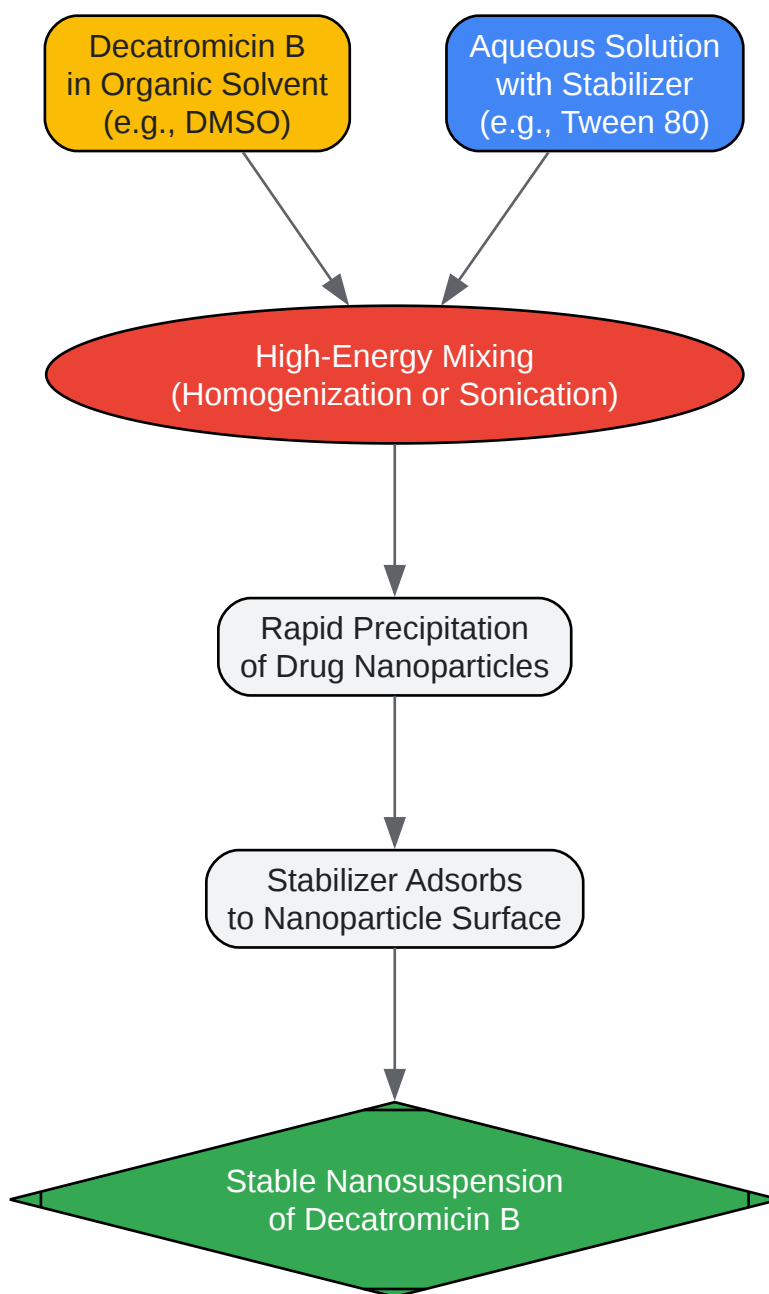 Decatromicin B
in Organic Solvent
(e.g., DMSO)
Aqueous Solution
with Stabilizer
(e.g., Tween 80)
High-Energy Mixing
(Homogenization or Sonication)
Rapid Precipitation
of Drug Nanoparticles
Stabilizer Adsorbs
to Nanoparticle Surface
Stable Nanosuspension
of Decatromicin B